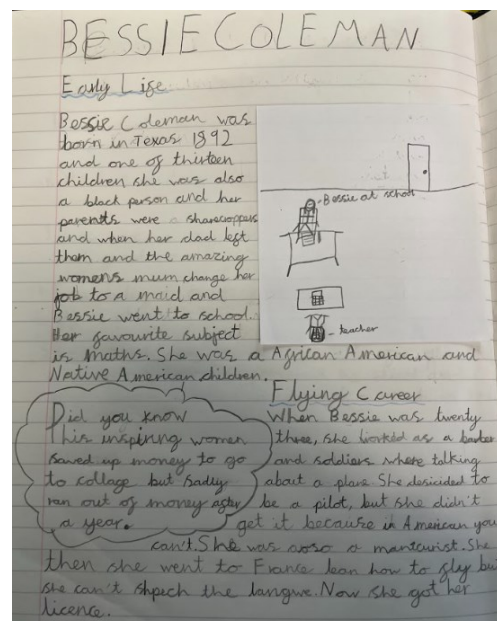 BESSIE COLEMAN
Early Life
Bessie Coleman was
born in Texas 1892
and one of thirteen
children she was also
a black person and her
parents were a sharecroppers
and when her dad left
them and the amazing
womens mum change her
job to a maid and
Bessie went to school.
Her favourite subject
is maths. She was a African American and
Native American children.
-Bessie at school
- teacher
Did you know
This inspiring women
saved up money to go
to collage but sadly
ran out of money after
a year.
Flying Career
When Bessie was twenty
three, she worked as a barber
and soldiers where talking
about a plane She desicided to
be a pilot, but she didn't
get it because in American you
can't. She was also a manicurist. She
then she went to France lean how to fly but
she can't shpech the langwe. Now she got her
licence.